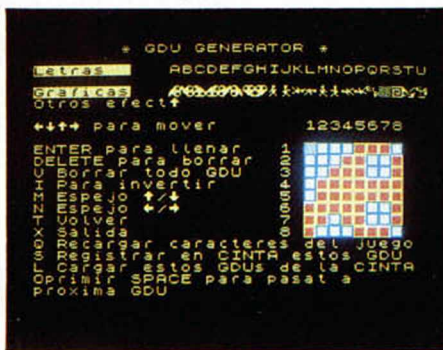 * GDU GENERATOR *
Letras ABCDEFGHIJKLMNOPQRSTU
Graficas
Otros efect↑
←↓↑→ para mover 12345678
ENTER para llenar 1
DELETE para borrar 2
V Borrar todo GDU 3
I Para invertir 4
M Espejo ↑/↓ 5
N Espejo ←/→ 6
T Volver 7
X Salida 8
Q Recargar caracteres del juego
S Registrar en CINTA estos GDU
L Cargar estos GDUs de la CINTA
Oprimir SPACE para pasat a
proxima GDU